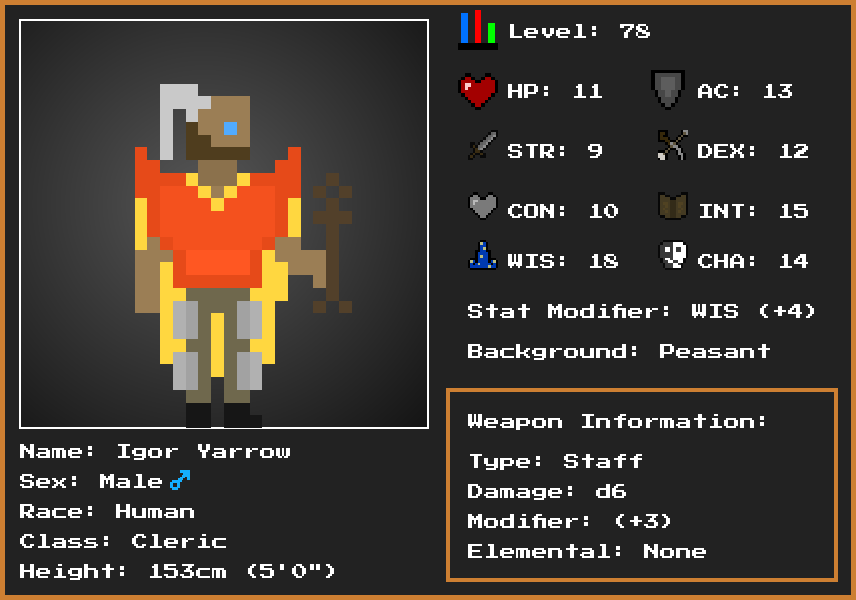 Level: 78
HP: 11 AC: 13
STR: 9 DEX: 12
CON: 10 INT: 15
WIS: 18 CHA: 14
Stat Modifier: WIS (+4)
Background: Peasant
Weapon Information:
Type: Staff
Damage: d6
Modifier: (+3)
Elemental: None
Name: Igor Yarrow
Sex: Male ♂
Race: Human
Class: Cleric
Height: 153cm (5'0")